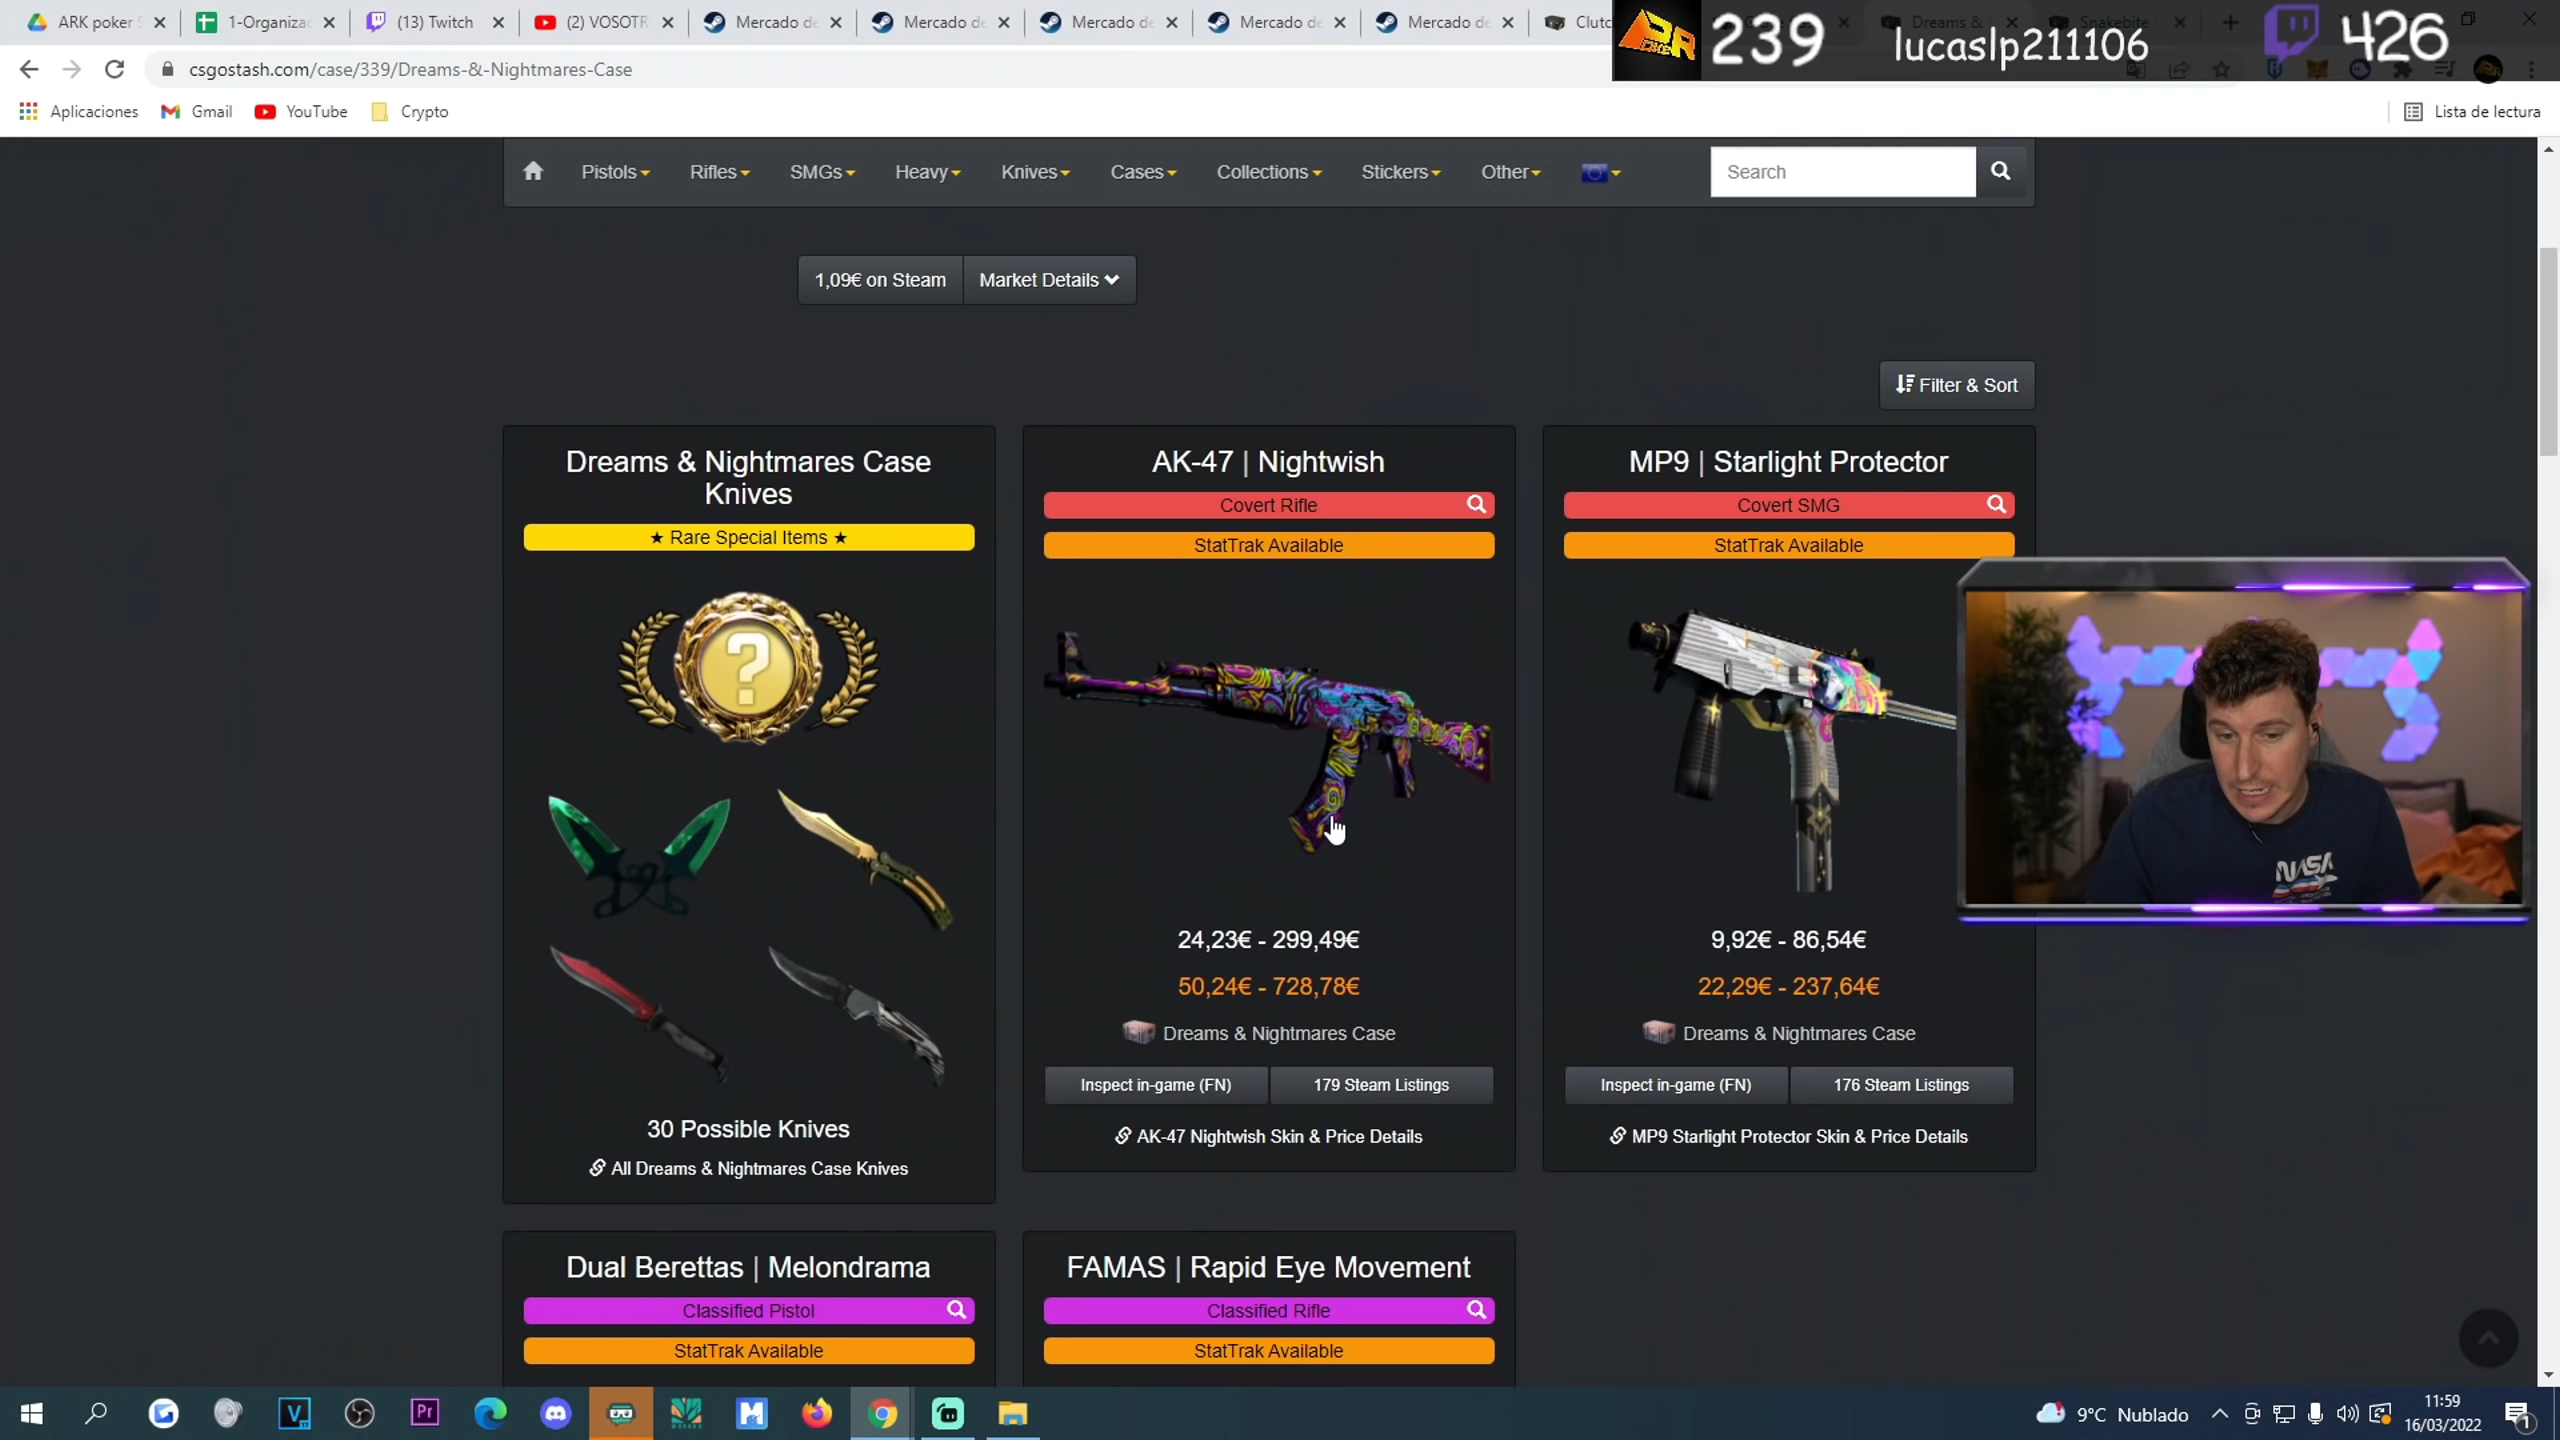 ARK poker S
1-Organizac
(13) Twitch
(2) VOSOTR
Mercado de
Mercado de
Mercado de
Mercado de
Mercado de
Clutc
Dreams &
Snakebite
239
lucaslp211106
426
csgostash.com/case/339/Dreams-&-Nightmares-Case
Aplicaciones
Gmail
YouTube
Crypto
Lista de lectura
Pistols
Rifles
SMGs
Heavy
Knives
Cases
Collections
Stickers
Other
Search
1,09€ on Steam
Market Details
Filter & Sort
Dreams & Nightmares Case
Knives
★ Rare Special Items ★
?
30 Possible Knives
All Dreams & Nightmares Case Knives
AK-47 | Nightwish
Covert Rifle
StatTrak Available
24,23€ - 299,49€
50,24€ - 728,78€
Dreams & Nightmares Case
Inspect in-game (FN)
179 Steam Listings
AK-47 Nightwish Skin & Price Details
MP9 | Starlight Protector
Covert SMG
StatTrak Available
9,92€ - 86,54€
22,29€ - 237,64€
Dreams & Nightmares Case
Inspect in-game (FN)
176 Steam Listings
MP9 Starlight Protector Skin & Price Details
NASA
Dual Berettas | Melondrama
Classified Pistol
StatTrak Available
FAMAS | Rapid Eye Movement
Classified Rifle
StatTrak Available
Pr
9°C Nublado
11:59
16/03/2022
1